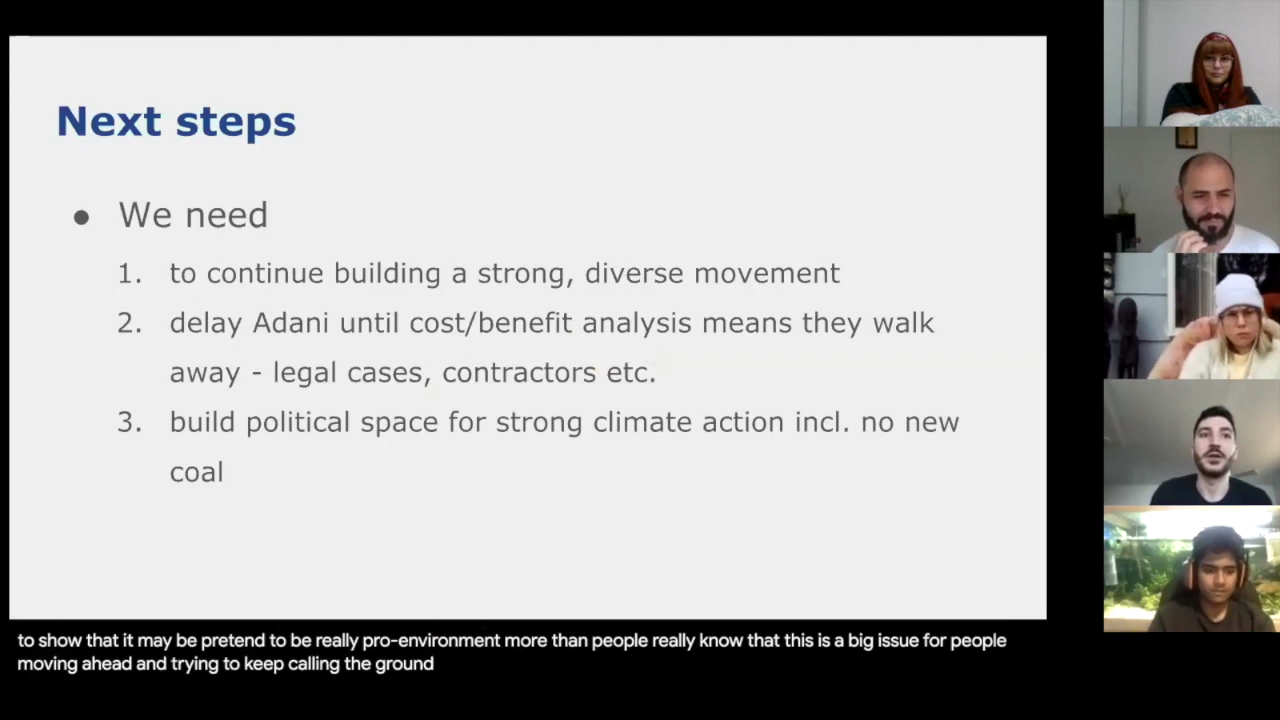 Next steps
● We need
1. to continue building a strong, diverse movement
2. delay Adani until cost/benefit analysis means they walk
away - legal cases, contractors etc.
3. build political space for strong climate action incl. no new
coal
to show that it may be pretend to be really pro-environment more than people really know that this is a big issue for people
moving ahead and trying to keep calling the ground